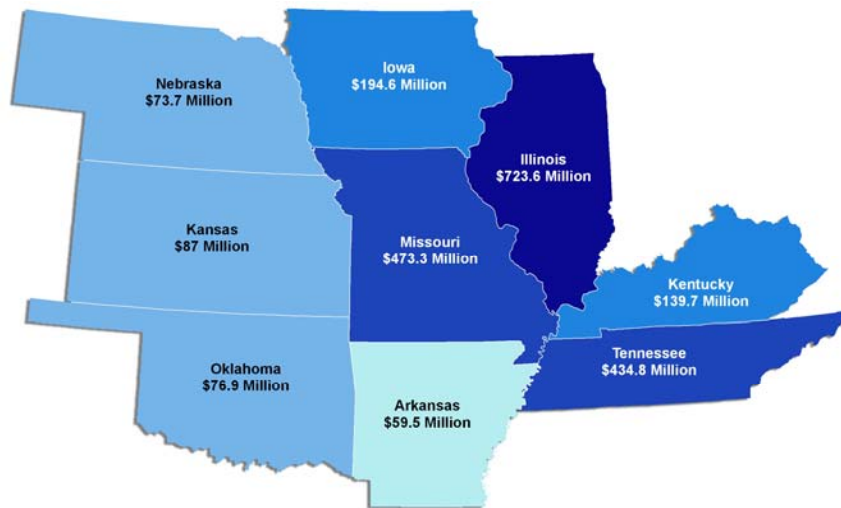 Nebraska
$73.7 Million
Iowa
$194.6 Million
Illinois
$723.6 Million
Kansas
$87 Million
Missouri
$473.3 Million
Kentucky
$139.7 Million
Oklahoma
$76.9 Million
Tennessee
$434.8 Million
Arkansas
$59.5 Million